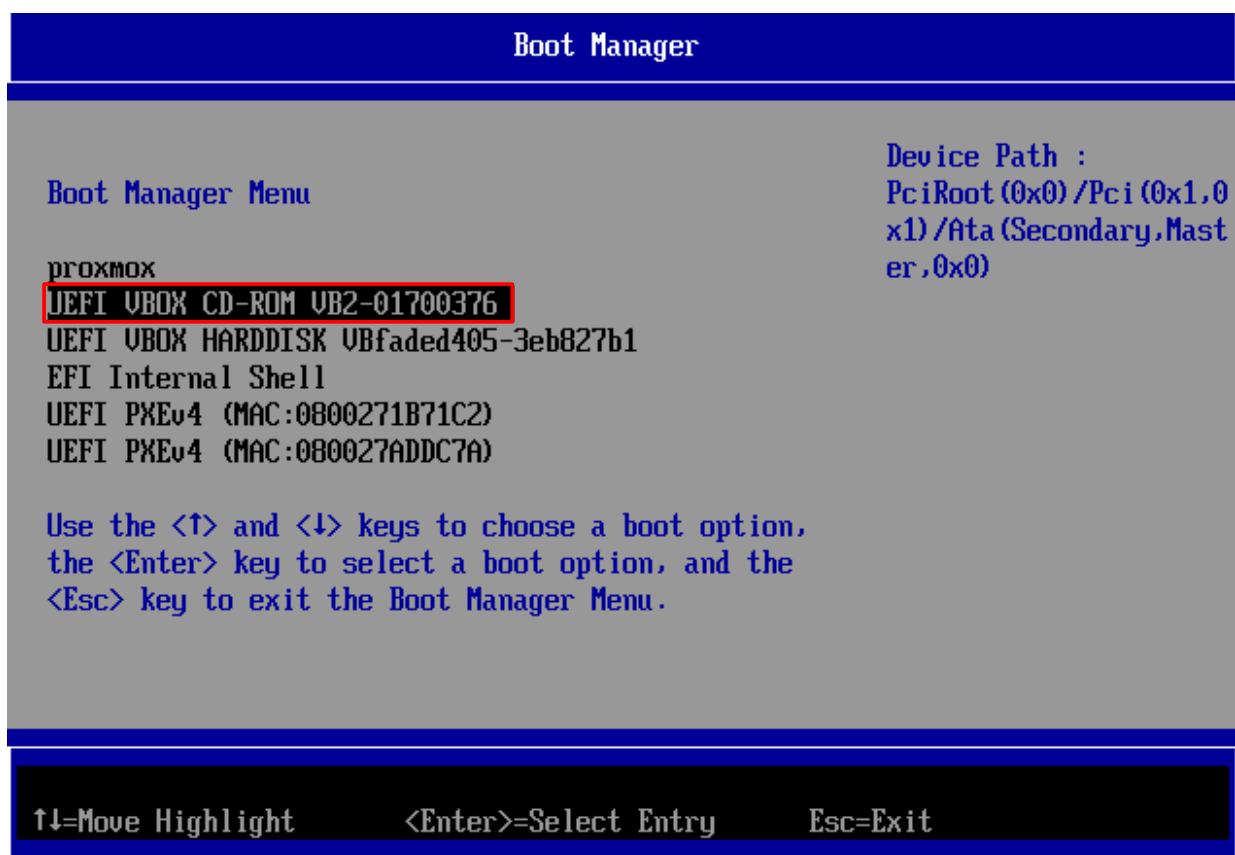 Boot Manager
Boot Manager Menu
proxmox
UEFI VBOX CD-ROM VB2-01700376
UEFI VBOX HARDDISK VBfaded405-3eb827b1
EFI Internal Shell
UEFI PXEv4 (MAC:0800271B71C2)
UEFI PXEv4 (MAC:080027ADDC7A)
Use the <↑> and <↓> keys to choose a boot option,
the <Enter> key to select a boot option, and the
<Esc> key to exit the Boot Manager Menu.
Device Path :
PciRoot(0x0)/Pci(0x1,0
x1)/Ata(Secondary,Mast
er,0x0)
↑↓=Move Highlight <Enter>=Select Entry Esc=Exit